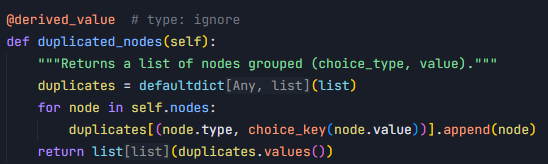 @derived_value  # type: ignore
def duplicated_nodes(self):
    """Returns a list of nodes grouped (choice_type, value)."""
    duplicates = defaultdict[Any, list](list)
    for node in self.nodes:
        duplicates[(node.type, choice_key(node.value))].append(node)
    return list[list](duplicates.values())